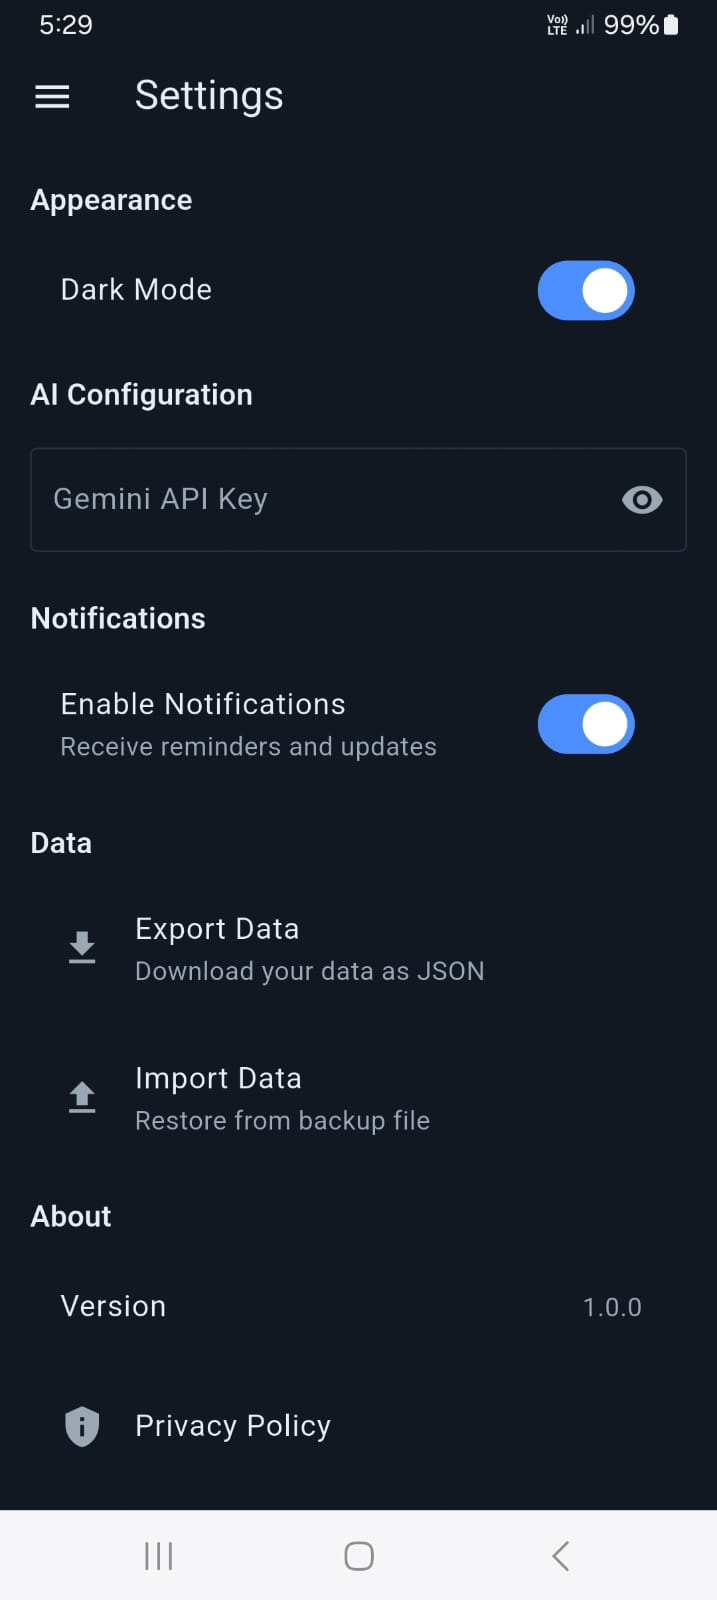 5:29
Vo)) LTE 99%
Settings
Appearance
Dark Mode
AI Configuration
Gemini API Key
Notifications
Enable Notifications
Receive reminders and updates
Data
Export Data
Download your data as JSON
Import Data
Restore from backup file
About
Version 1.0.0
Privacy Policy